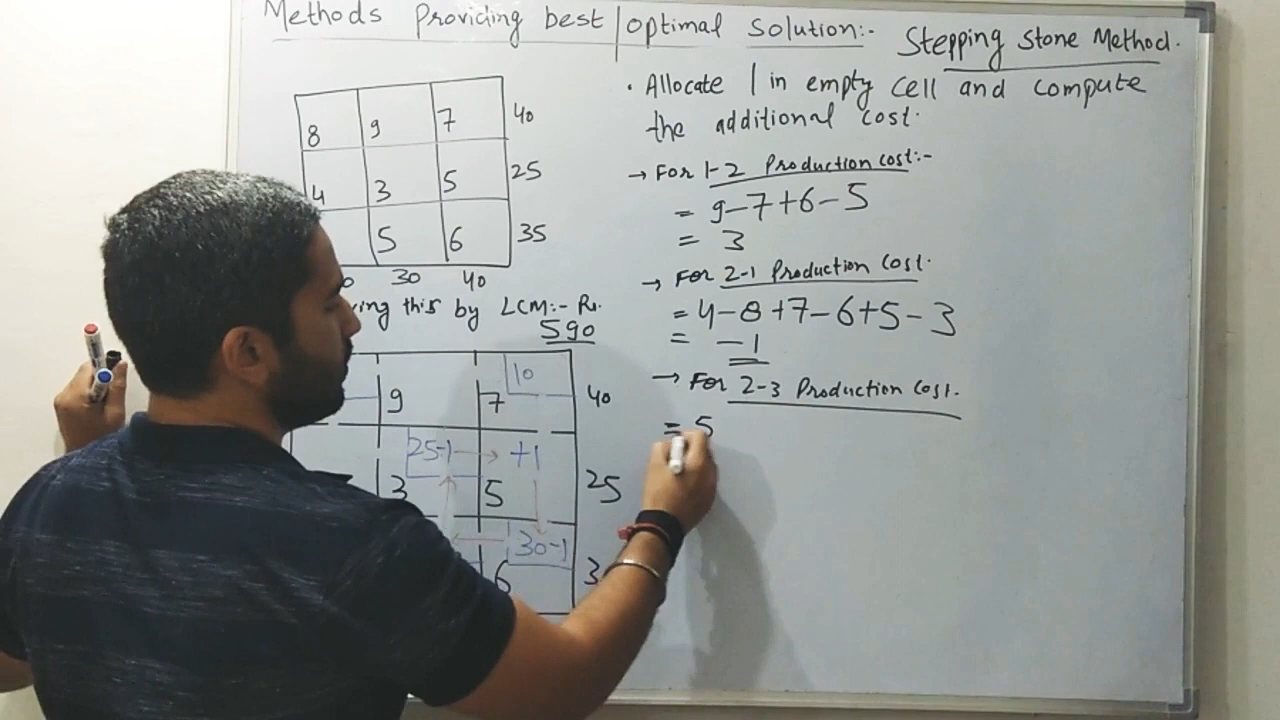 Methods Providing best/optimal Solution:- Stepping Stone Method.
• Allocate 1 in empty cell and compute
the additional cost.
8 9 7 40
4 3 5 25
5 6 35
30 40
this by LCM:- Rs.
590
10
9 7 40
25-1 → +1
3 5 25
30-1
6 3
→ For 1-2 Production cost:-
= 9-7+6-5
= 3
→ For 2-1 Production Cost.
= 4-8+7-6+5-3
= -1
→ For 2-3 Production Cost.
= 5